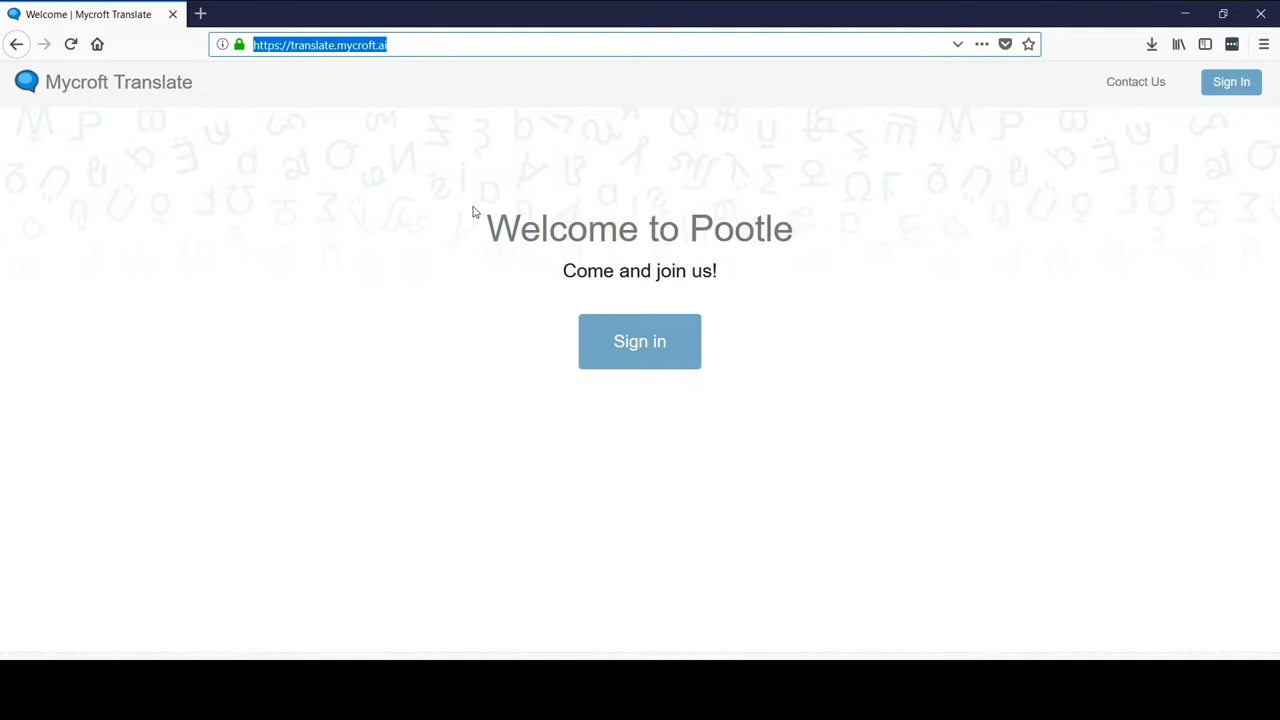 Welcome | Mycroft Translate
https://translate.mycroft.ai
Mycroft Translate
Contact Us
Sign In
Welcome to Pootle
Come and join us!
Sign in